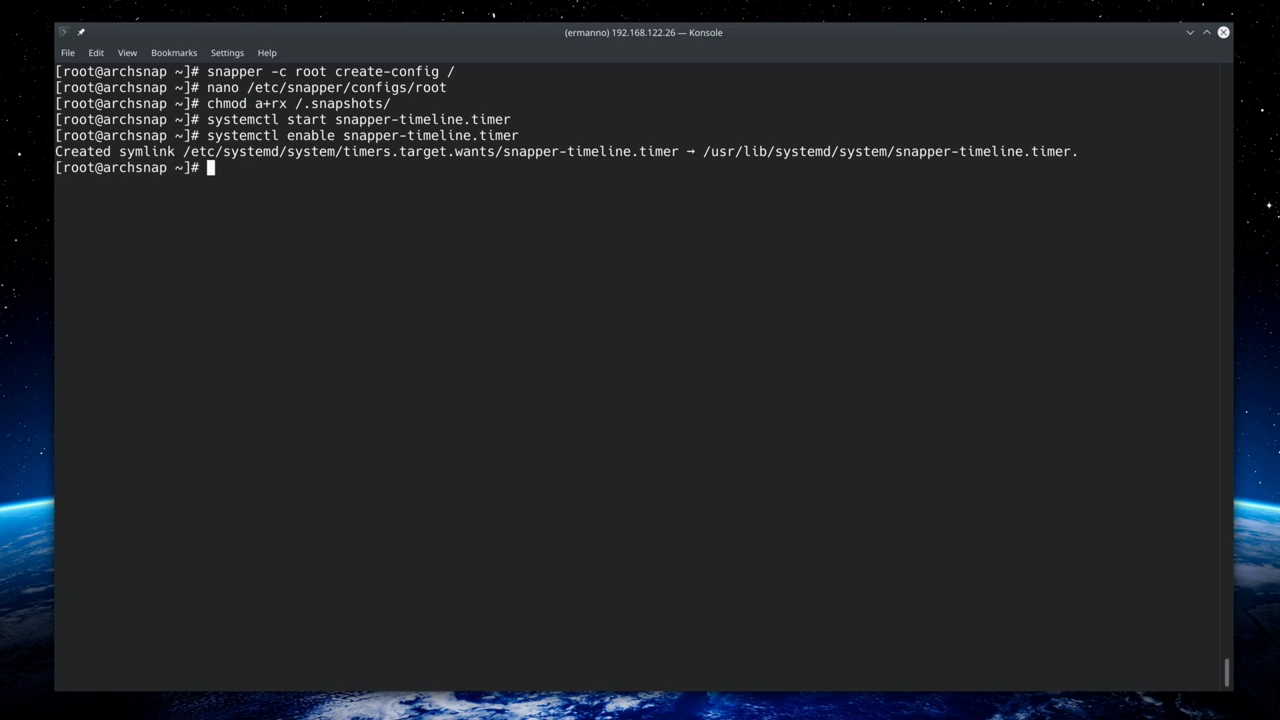 (ermanno) 192.168.122.26 — Konsole
File Edit View Bookmarks Settings Help
[root@archsnap ~]# snapper -c root create-config /
[root@archsnap ~]# nano /etc/snapper/configs/root
[root@archsnap ~]# chmod a+rx /.snapshots/
[root@archsnap ~]# systemctl start snapper-timeline.timer
[root@archsnap ~]# systemctl enable snapper-timeline.timer
Created symlink /etc/systemd/system/timers.target.wants/snapper-timeline.timer → /usr/lib/systemd/system/snapper-timeline.timer.
[root@archsnap ~]#